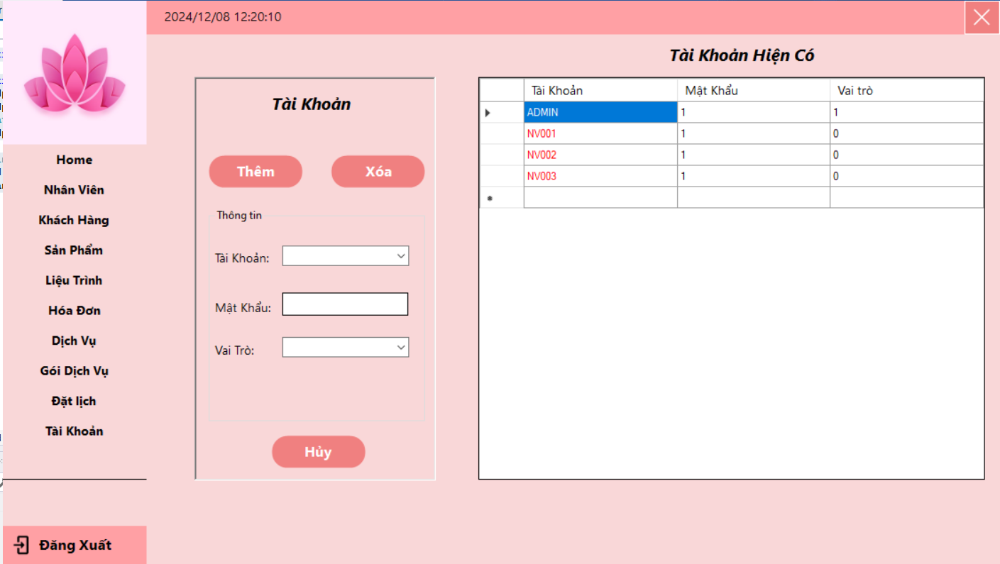 2024/12/08 12:20:10
Home
Nhân Viên
Khách Hàng
Sản Phẩm
Liệu Trình
Hóa Đơn
Dịch Vụ
Gói Dịch Vụ
Đặt lịch
Tài Khoản
Đăng Xuất
Tài Khoản
Thêm Xóa
Thông tin
Tài Khoản:
Mật Khẩu:
Vai Trò:
Hủy
Tài Khoản Hiện Có
Tài Khoản Mật Khẩu Vai trò
ADMIN 1 1
NV001 1 0
NV002 1 0
NV003 1 0